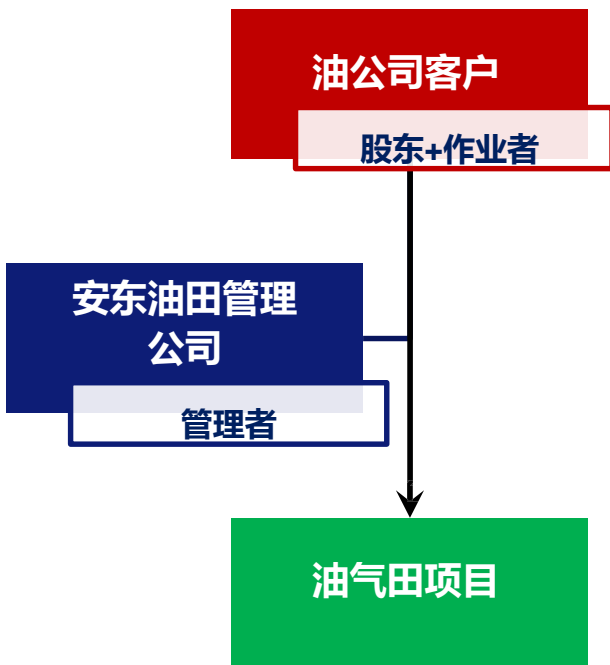 油公司客户
股东+作业者
安东油田管理
公司
管理者
油气田项目